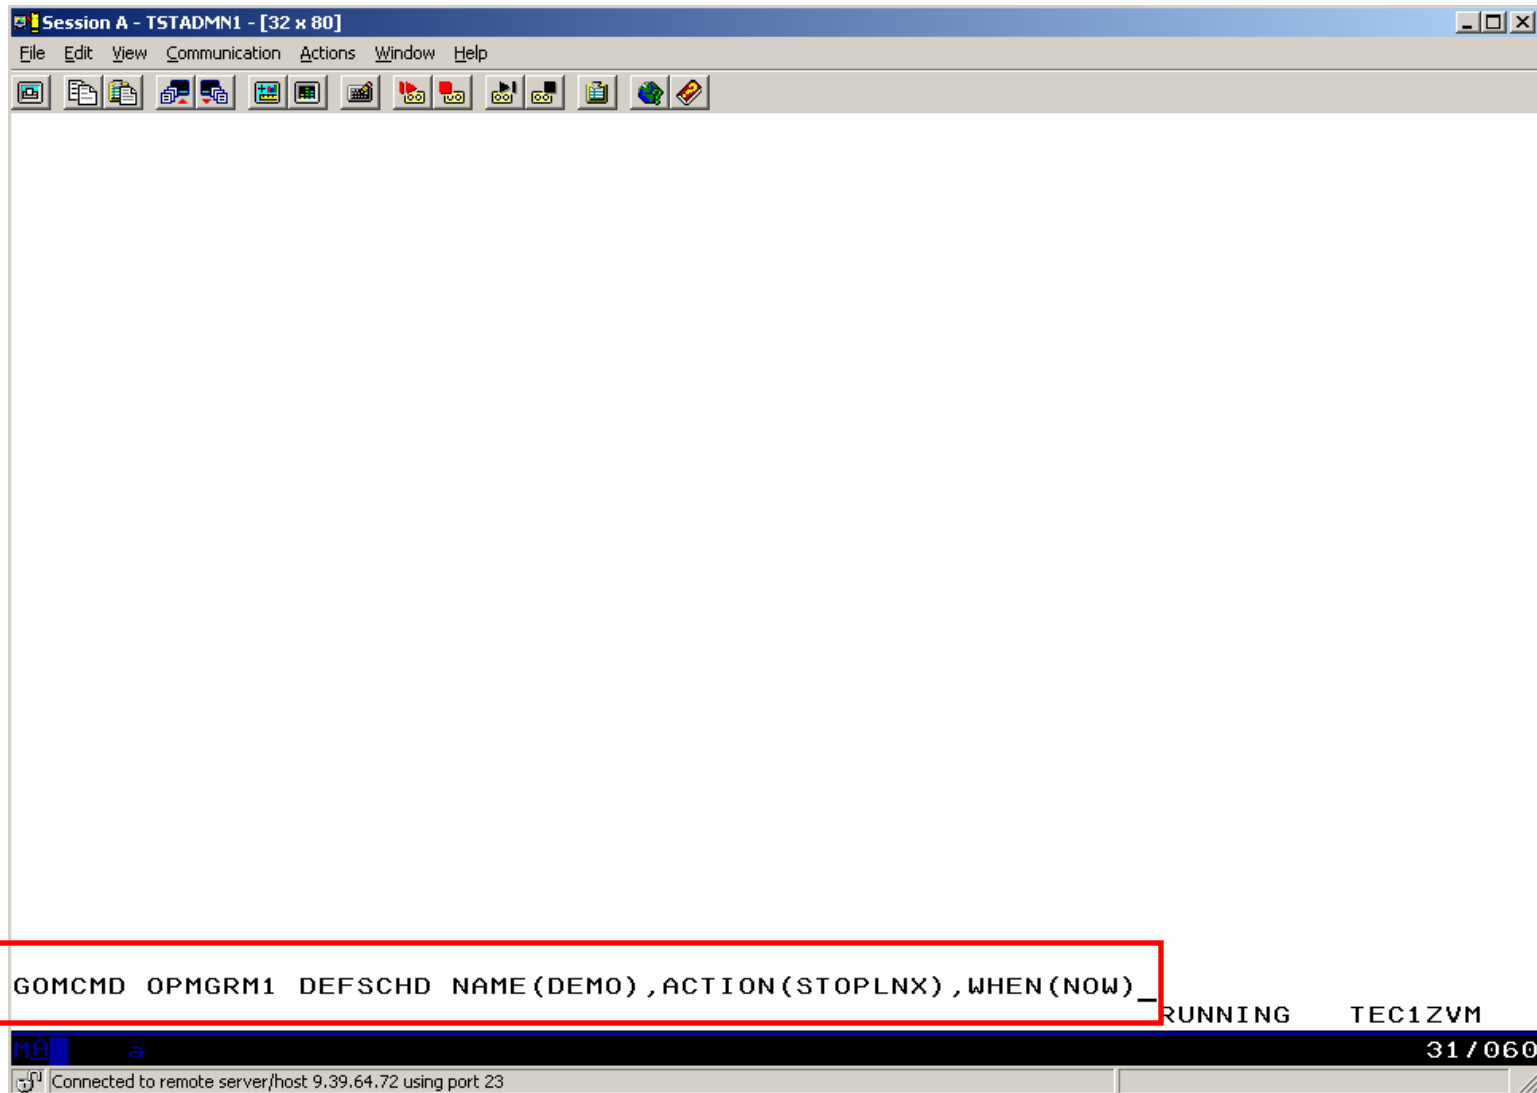 Session A - TSTADMN1 - [32 x 80]
File Edit View Communication Actions Window Help
GOMCMD OPMGRM1 DEFSCHD NAME(DEMO),ACTION(STOPLNX),WHEN(NOW)_
RUNNING TEC1ZVM
MA a 31/060
Connected to remote server/host 9.39.64.72 using port 23